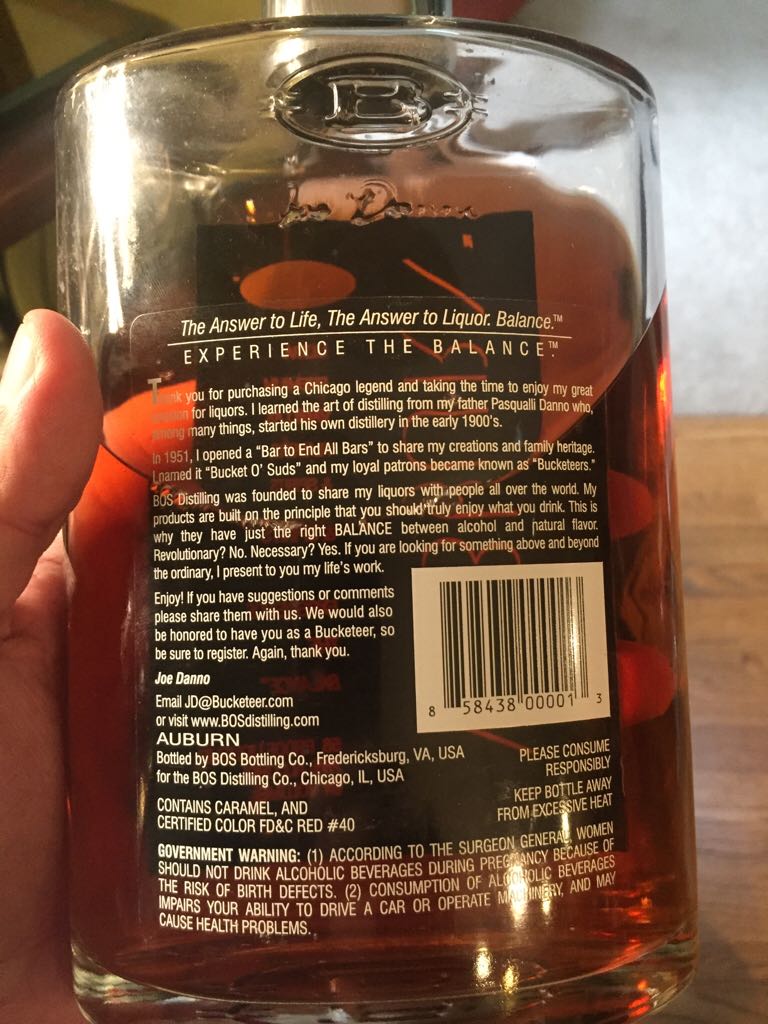 B
Joe Danno
The Answer to Life, The Answer to Liquor. Balance.™
EXPERIENCE THE BALANCE™
Thank you for purchasing a Chicago legend and taking the time to enjoy my great
for liquors. I learned the art of distilling from my father Pasqualli Danno who,
among many things, started his own distillery in the early 1900's.
In 1951, I opened a "Bar to End All Bars" to share my creations and family heritage.
I named it "Bucket O' Suds" and my loyal patrons became known as "Bucketeers."
BOS Distilling was founded to share my liquors with people all over the world. My
products are built on the principle that you should truly enjoy what you drink. This is
why they have just the right BALANCE between alcohol and natural flavor.
Revolutionary? No. Necessary? Yes. If you are looking for something above and beyond
the ordinary, I present to you my life's work.
Enjoy! If you have suggestions or comments
please share them with us. We would also
be honored to have you as a Bucketeer, so
be sure to register. Again, thank you.
Joe Danno
Email JD@Bucketeer.com
or visit www.BOSdistilling.com
AUBURN
Bottled by BOS Bottling Co., Fredericksburg, VA, USA
for the BOS Distilling Co., Chicago, IL, USA
CONTAINS CARAMEL, AND
CERTIFIED COLOR FD&C RED #40
8 58438 00001 3
PLEASE CONSUME
RESPONSIBLY
KEEP BOTTLE AWAY
FROM EXCESSIVE HEAT
GOVERNMENT WARNING: (1) ACCORDING TO THE SURGEON GENERAL, WOMEN
SHOULD NOT DRINK ALCOHOLIC BEVERAGES DURING PREGNANCY BECAUSE OF
THE RISK OF BIRTH DEFECTS. (2) CONSUMPTION OF ALCOHOLIC BEVERAGES
IMPAIRS YOUR ABILITY TO DRIVE A CAR OR OPERATE MACHINERY, AND MAY
CAUSE HEALTH PROBLEMS.